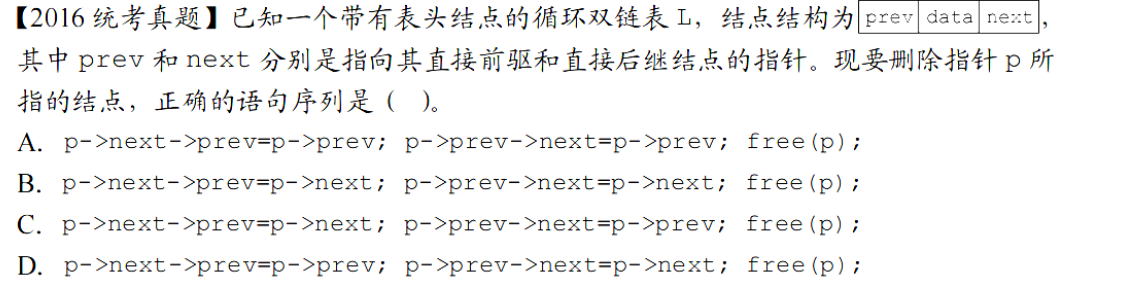 【2016 统考真题】已知一个带有表头结点的循环双链表 L，结点结构为 prev data next ，
其中 prev 和 next 分别是指向其直接前驱和直接后继结点的指针。现要删除指针 p 所
指的结点，正确的语句序列是（ ）。
A. p->next->prev=p->prev; p->prev->next=p->prev; free(p);
B. p->next->prev=p->next; p->prev->next=p->next; free(p);
C. p->next->prev=p->next; p->prev->next=p->prev; free(p);
D. p->next->prev=p->prev; p->prev->next=p->next; free(p);